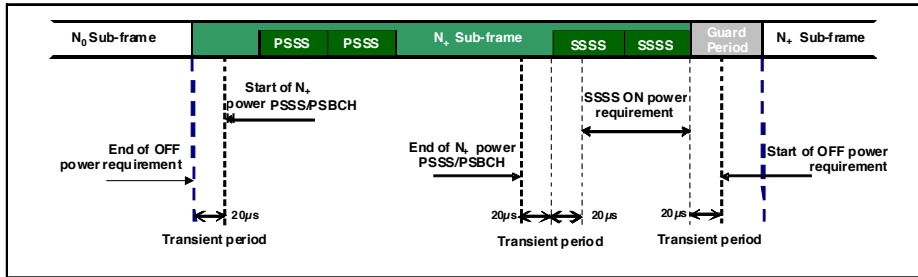 N₀ Sub-frame
PSSS
PSSS
N₊ Sub-frame
SSSS
SSSS
Guard
Period
N₊ Sub-frame
Start of N₊
power PSSS/PSBCH
SSSS ON power
requirement
End of OFF
power requirement
End of N₊ power
PSSS/PSBCH
Start of OFF power
requirement
20µs
20µs
20µs
20µs
Transient period
Transient period
Transient period